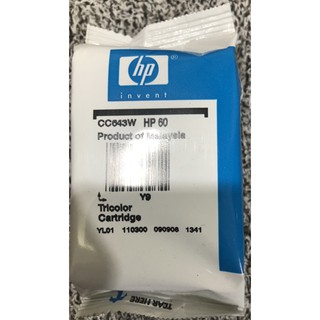 hp
invent
CC643W HP 60
Product of Malaysia
Y9
Tricolor
Cartridge
YL01 110300 090906 1341
TEAR HERE